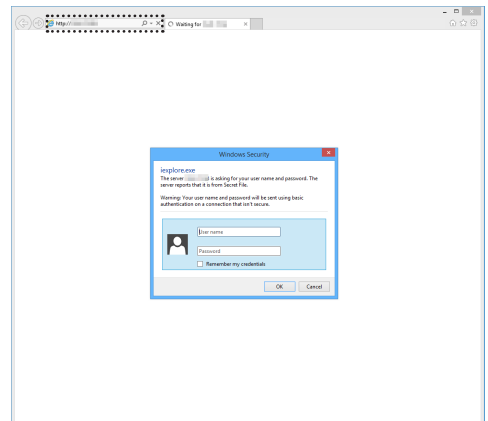 http://
Waiting for
Windows Security
iexplore.exe
The server is asking for your user name and password. The
server reports that it is from Secret File.
Warning: Your user name and password will be sent using basic
authentication on a connection that isn't secure.
User name
Password
Remember my credentials
OK Cancel